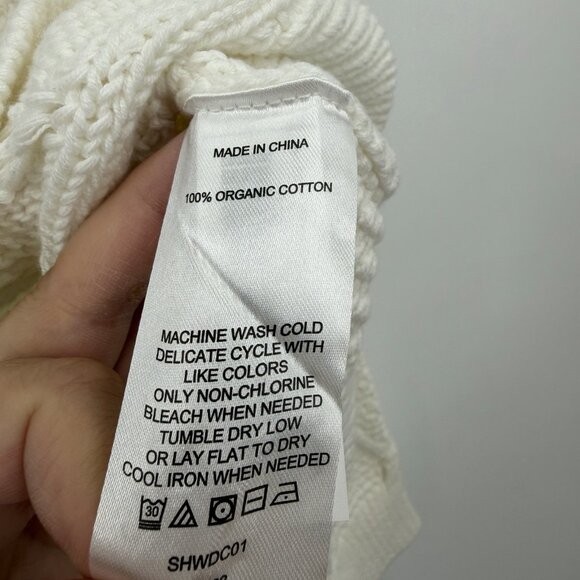 MADE IN CHINA
100% ORGANIC COTTON
MACHINE WASH COLD
DELICATE CYCLE WITH
LIKE COLORS
ONLY NON-CHLORINE
BLEACH WHEN NEEDED
TUMBLE DRY LOW
OR LAY FLAT TO DRY
COOL IRON WHEN NEEDED
30
SHWDC01